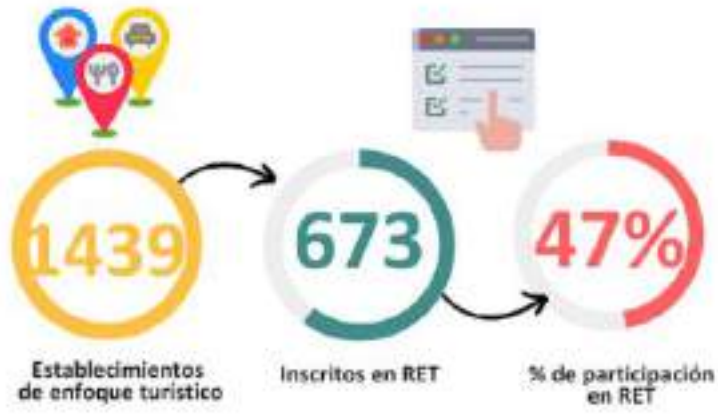 1439
673
47%
Establecimientos
de enfoque turístico
Inscritos en RET
% de participación
en RET